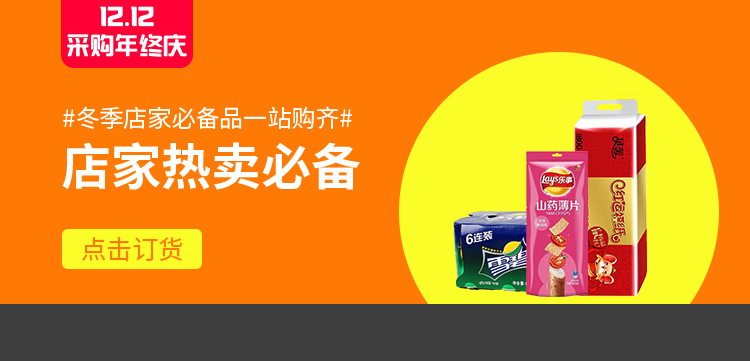 12.12
采购年终庆
#冬季店家必备品一站购齐#
店家热卖必备
点击订货
6连装
雪碧
Lay's乐事
山药薄片